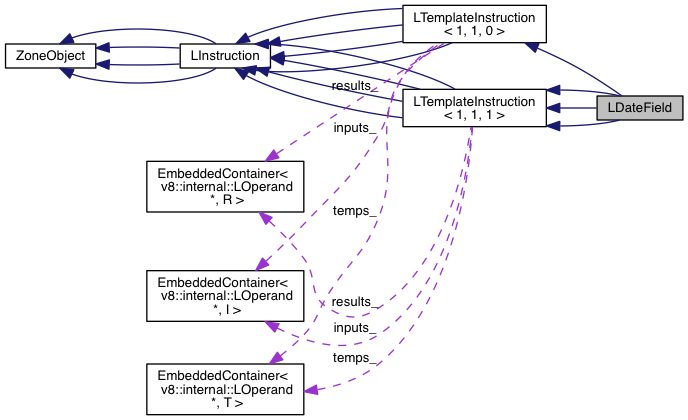 LTemplateInstruction
< 1, 1, 0 >
ZoneObject
LInstruction
results_
LTemplateInstruction
< 1, 1, 1 >
LDateField
inputs_
EmbeddedContainer<
v8::internal::LOperand
*, R >
temps_
EmbeddedContainer<
v8::internal::LOperand
*, I >
results_
inputs_
temps_
EmbeddedContainer<
v8::internal::LOperand
*, T >